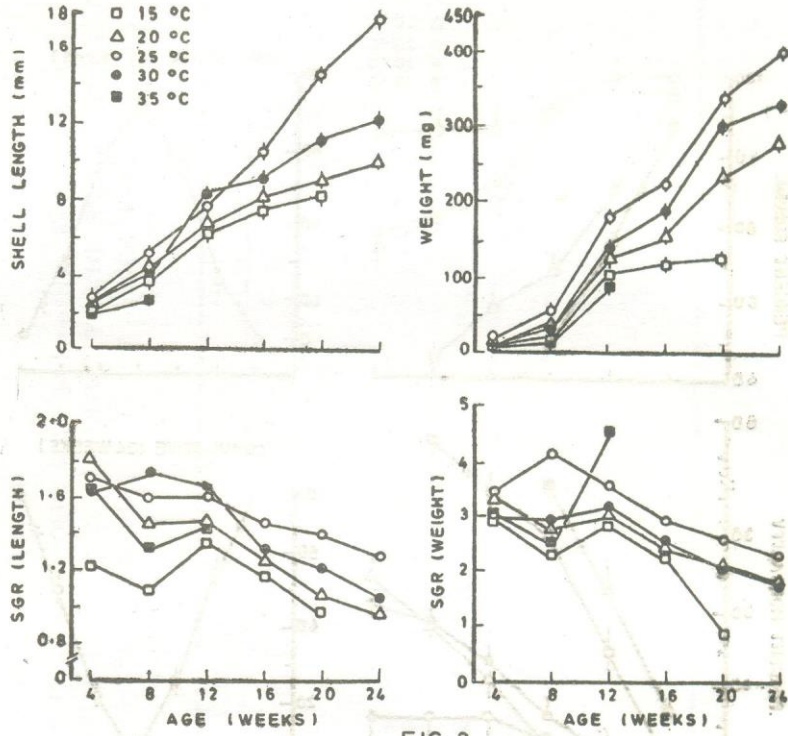 18
12
8
4
0
SHELL LENGTH (mm)
15 °C
20 °C
25 °C
30 °C
35 °C
450
400
300
200
100
0
WEIGHT (mg)
2·0
1·6
1·2
0·8
0
SGR (LENGTH)
4 8 12 16 20 24
AGE (WEEKS)
5
4
3
2
1
0
SGR (WEIGHT)
4 8 12 16 20 24
AGE (WEEKS)
FIG